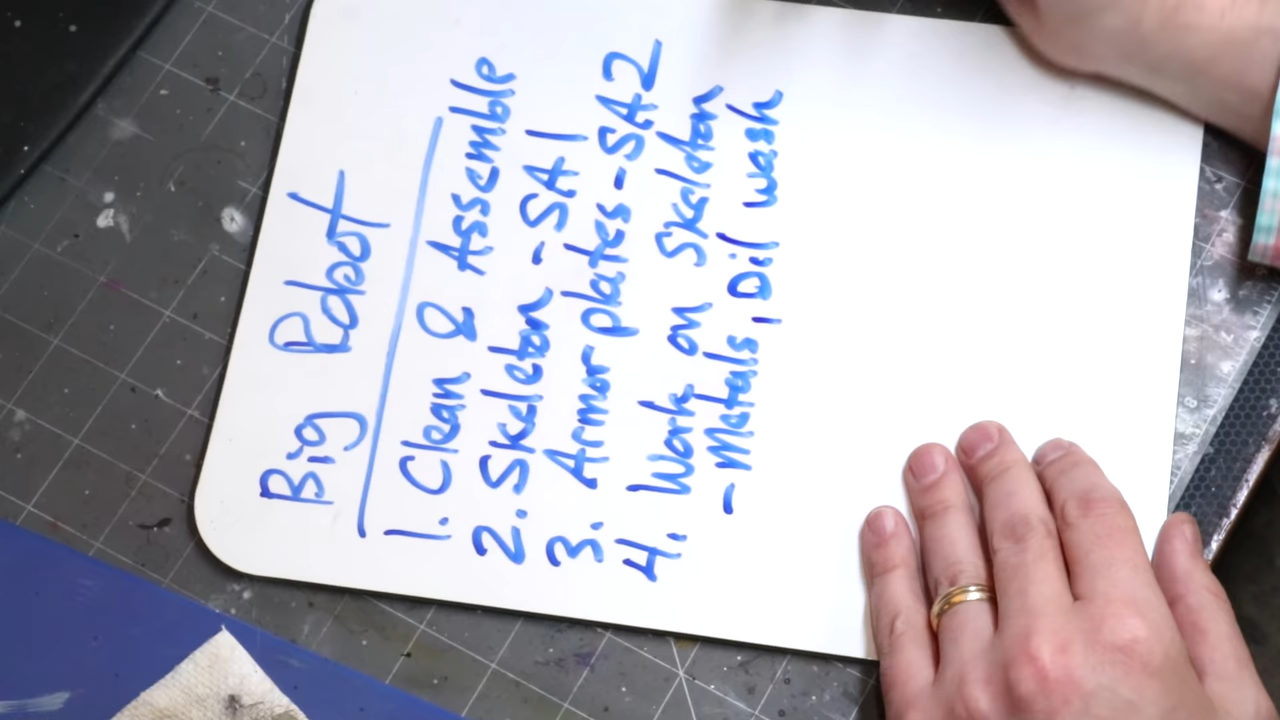 Big Robot
1. Clean & Assemble
2. Skeleton - SA1
3. Armor plates - SA2
4. Work on Skeleton
- Metals, Oil wash